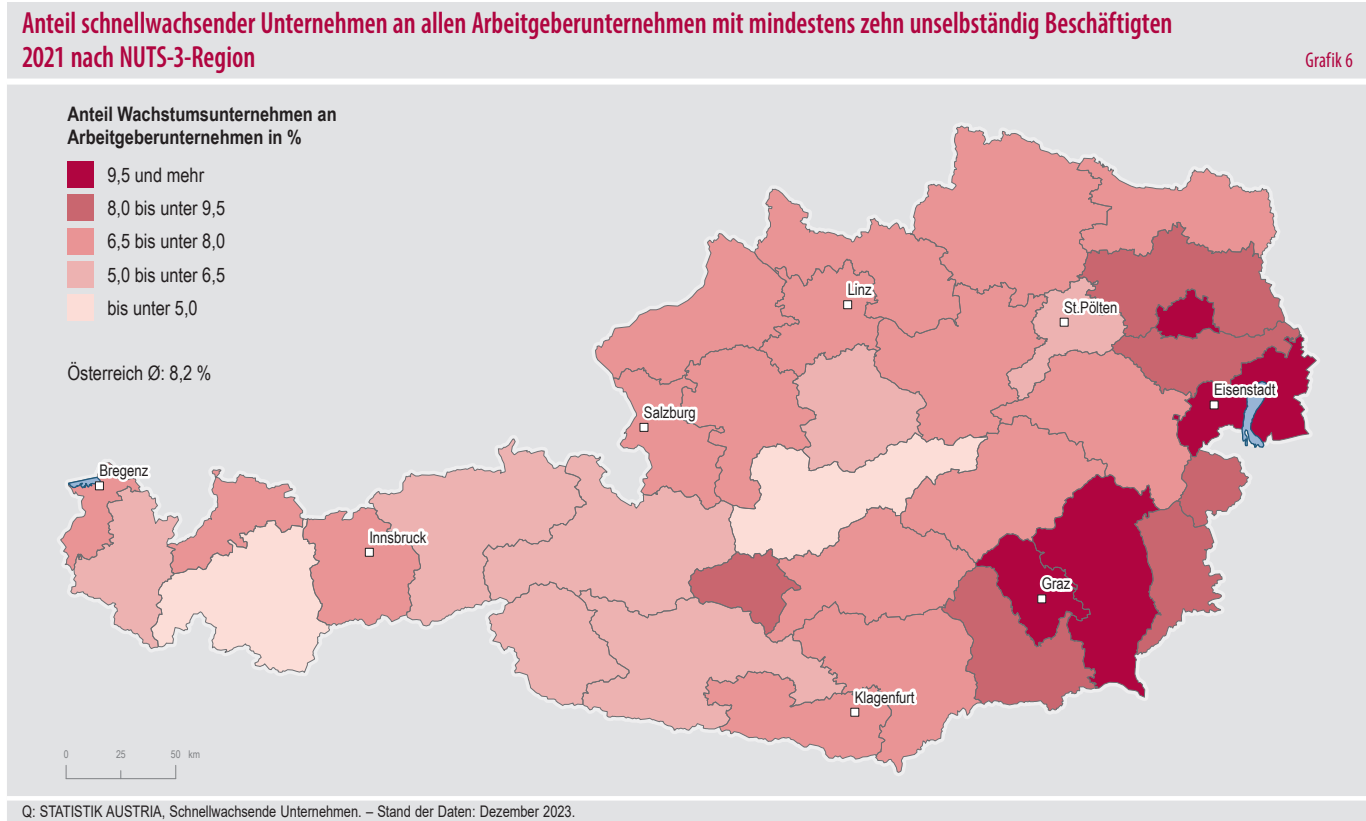 Anteil schnellwachsender Unternehmen an allen Arbeitgeberunternehmen mit mindestens zehn unselbständig Beschäftigten
2021 nach NUTS-3-Region
Grafik 6
Anteil Wachstumsunternehmen an
Arbeitgeberunternehmen in %
9,5 und mehr
8,0 bis unter 9,5
6,5 bis unter 8,0
5,0 bis unter 6,5
bis unter 5,0
Österreich Ø: 8,2 %
Linz
St.Pölten
Eisenstadt
Salzburg
Bregenz
Innsbruck
Graz
Klagenfurt
0 25 50 km
Q: STATISTIK AUSTRIA, Schnellwachsende Unternehmen. – Stand der Daten: Dezember 2023.